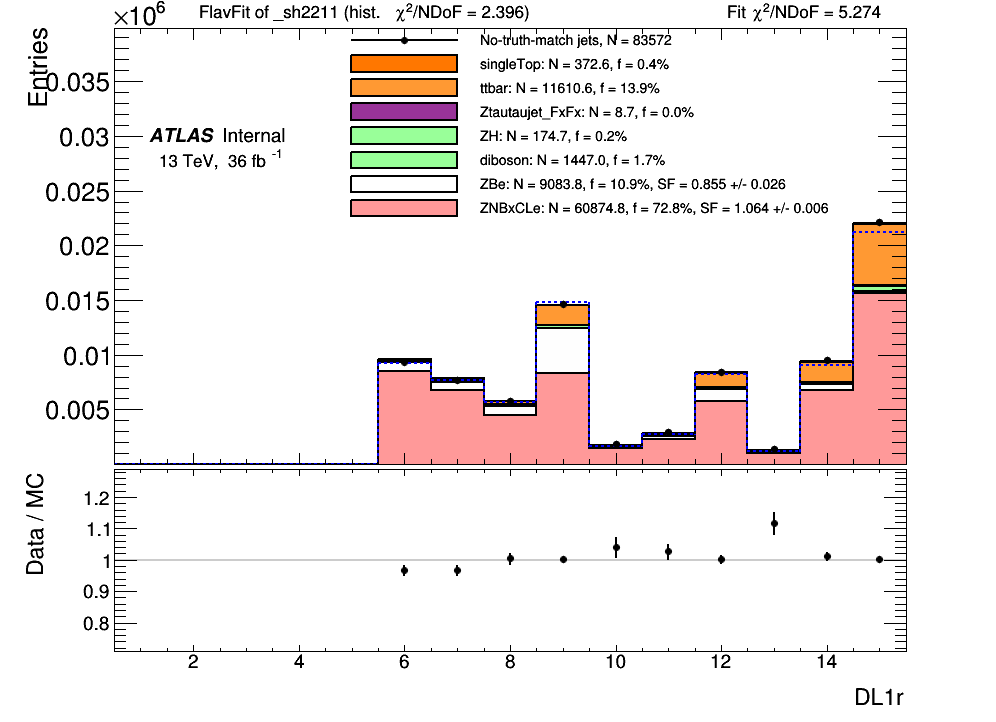 ×10⁶ FlavFit of _sh2211 (hist. χ²/NDoF = 2.396) Fit χ²/NDoF = 5.274
Entries
No-truth-match jets, N = 83572
singleTop: N = 372.6, f = 0.4%
ttbar: N = 11610.6, f = 13.9%
Ztautaujet_FxFx: N = 8.7, f = 0.0%
ZH: N = 174.7, f = 0.2%
diboson: N = 1447.0, f = 1.7%
ZBe: N = 9083.8, f = 10.9%, SF = 0.855 +/- 0.026
ZNBxCLe: N = 60874.8, f = 72.8%, SF = 1.064 +/- 0.006
ATLAS Internal
13 TeV, 36 fb⁻¹
0.035
0.03
0.025
0.02
0.015
0.01
0.005
Data / MC
1.2
1.1
1
0.9
0.8
2 4 6 8 10 12 14
DL1r